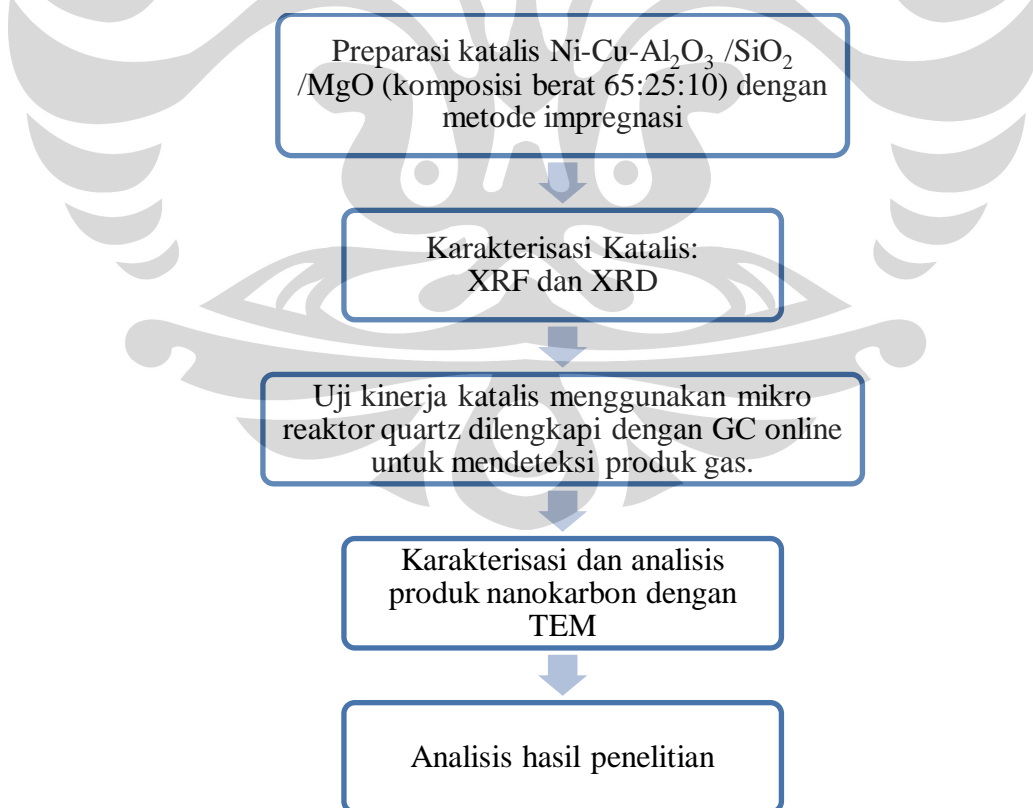 Preparasi katalis Ni-Cu-Al₂O₃ /SiO₂
/MgO (komposisi berat 65:25:10) dengan
metode impregnasi
Karakterisasi Katalis:
XRF dan XRD
Uji kinerja katalis menggunakan mikro
reaktor quartz dilengkapi dengan GC online
untuk mendeteksi produk gas.
Karakterisasi dan analisis
produk nanokarbon dengan
TEM
Analisis hasil penelitian